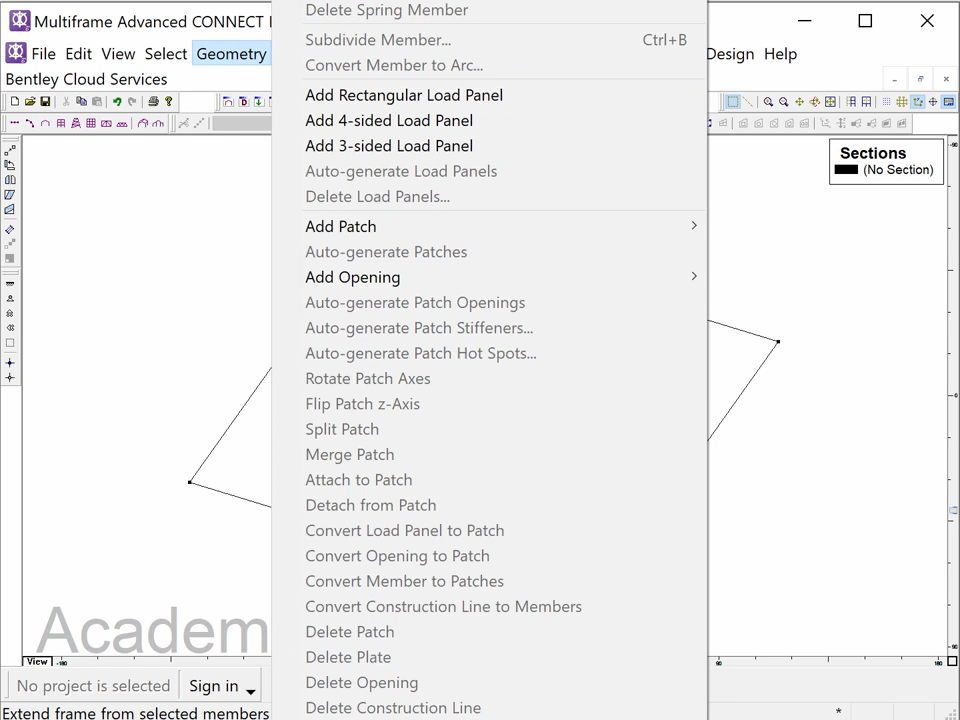 Multiframe Advanced CONNECT
File Edit View Select Geometry Design Help
Bentley Cloud Services
Delete Spring Member
Subdivide Member... Ctrl+B
Convert Member to Arc...
Add Rectangular Load Panel
Add 4-sided Load Panel
Add 3-sided Load Panel
Auto-generate Load Panels
Delete Load Panels...
Add Patch
Auto-generate Patches
Add Opening
Auto-generate Patch Openings
Auto-generate Patch Stiffeners...
Auto-generate Patch Hot Spots...
Rotate Patch Axes
Flip Patch z-Axis
Split Patch
Merge Patch
Attach to Patch
Detach from Patch
Convert Load Panel to Patch
Convert Opening to Patch
Convert Member to Patches
Convert Construction Line to Members
Delete Patch
Delete Plate
Delete Opening
Delete Construction Line
Sections
(No Section)
Academ
View -180 90 180
No project is selected Sign in
Extend frame from selected members *